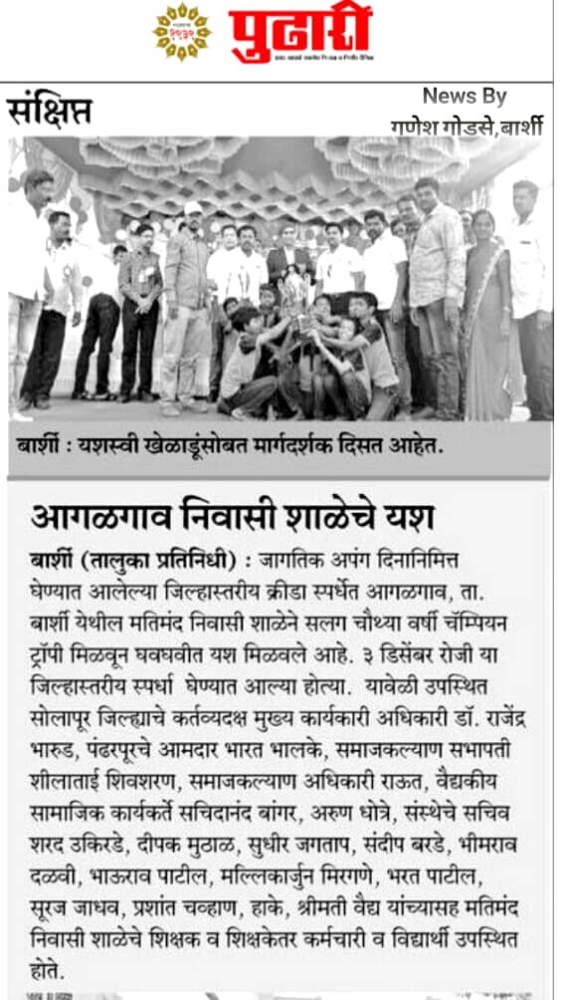 १९३९
पुढारी
संक्षिप्त
News By
गणेश गोडसे,बार्शी
बार्शी : यशस्वी खेळाडूंसोबत मार्गदर्शक दिसत आहेत.
आगळगाव निवासी शाळेचे यश
बार्शी (तालुका प्रतिनिधी) : जागतिक अपंग दिनानिमित्त
घेण्यात आलेल्या जिल्हास्तरीय क्रीडा स्पर्धेत आगळगाव, ता.
बार्शी येथील मतिमंद निवासी शाळेने सलग चौथ्या वर्षी चॅम्पियन
ट्रॉपी मिळवून घवघवीत यश मिळवले आहे. ३ डिसेंबर रोजी या
जिल्हास्तरीय स्पर्धा घेण्यात आल्या होत्या. यावेळी उपस्थित
सोलापूर जिल्ह्याचे कर्तव्यदक्ष मुख्य कार्यकारी अधिकारी डॉ. राजेंद्र
भारुड, पंढरपूरचे आमदार भारत भालके, समाजकल्याण सभापती
शीलाताई शिवशरण, समाजकल्याण अधिकारी राऊत, वैद्यकीय
सामाजिक कार्यकर्ते सचिदानंद बांगर, अरुण धोत्रे, संस्थेचे सचिव
शरद उकिरडे, दीपक मुठाळ, सुधीर जगताप, संदीप बरडे, भीमराव
दळवी, भाऊराव पाटील, मल्लिकार्जुन मिरगणे, भरत पाटील,
सूरज जाधव, प्रशांत चव्हाण, हाके, श्रीमती वैद्य यांच्यासह मतिमंद
निवासी शाळेचे शिक्षक व शिक्षकेतर कर्मचारी व विद्यार्थी उपस्थित
होते.